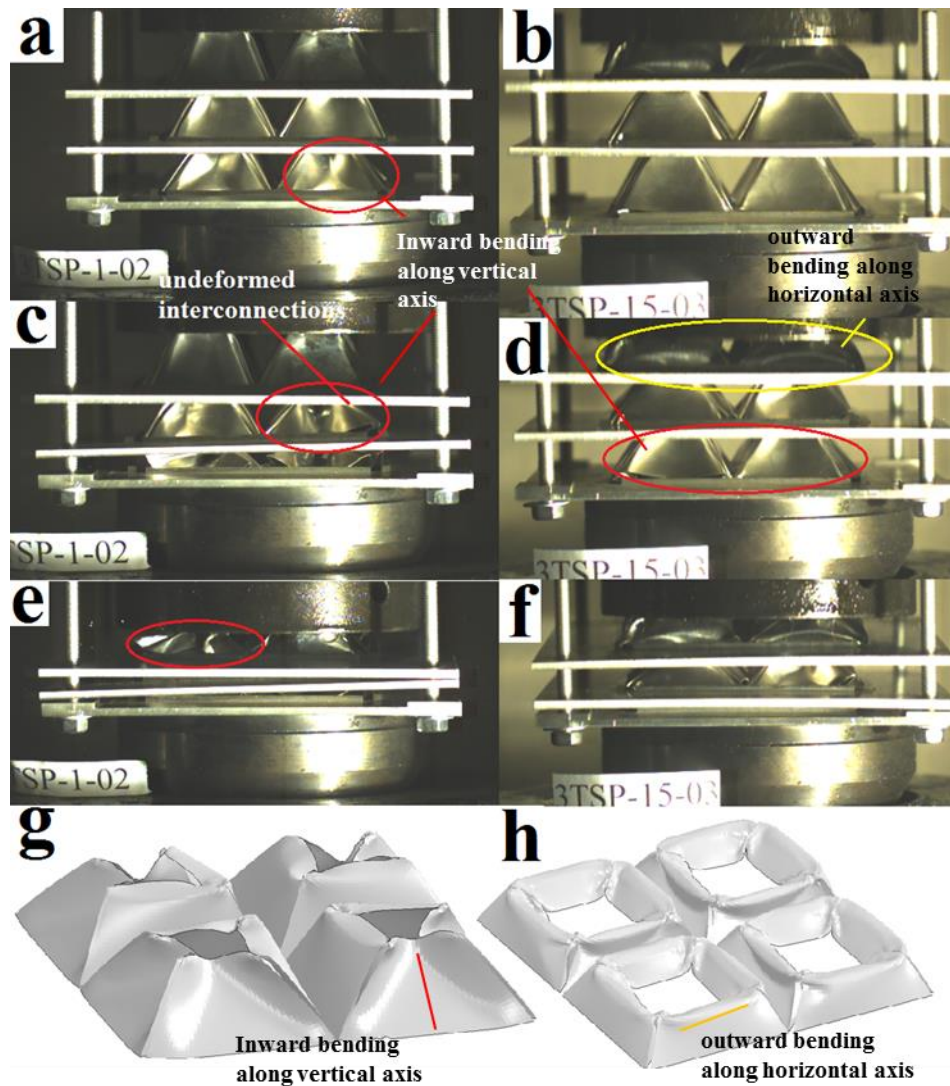 a
b
Inward bending
along vertical
axis
undeformed
interconnections
outward
bending along
horizontal axis
3TSP-1-02
3TSP-15-03
c
d
TSP-1-02
3TSP-15-03
e
f
TSP-1-02
3TSP-15-03
g
h
Inward bending
along vertical axis
outward bending
along horizontal axis